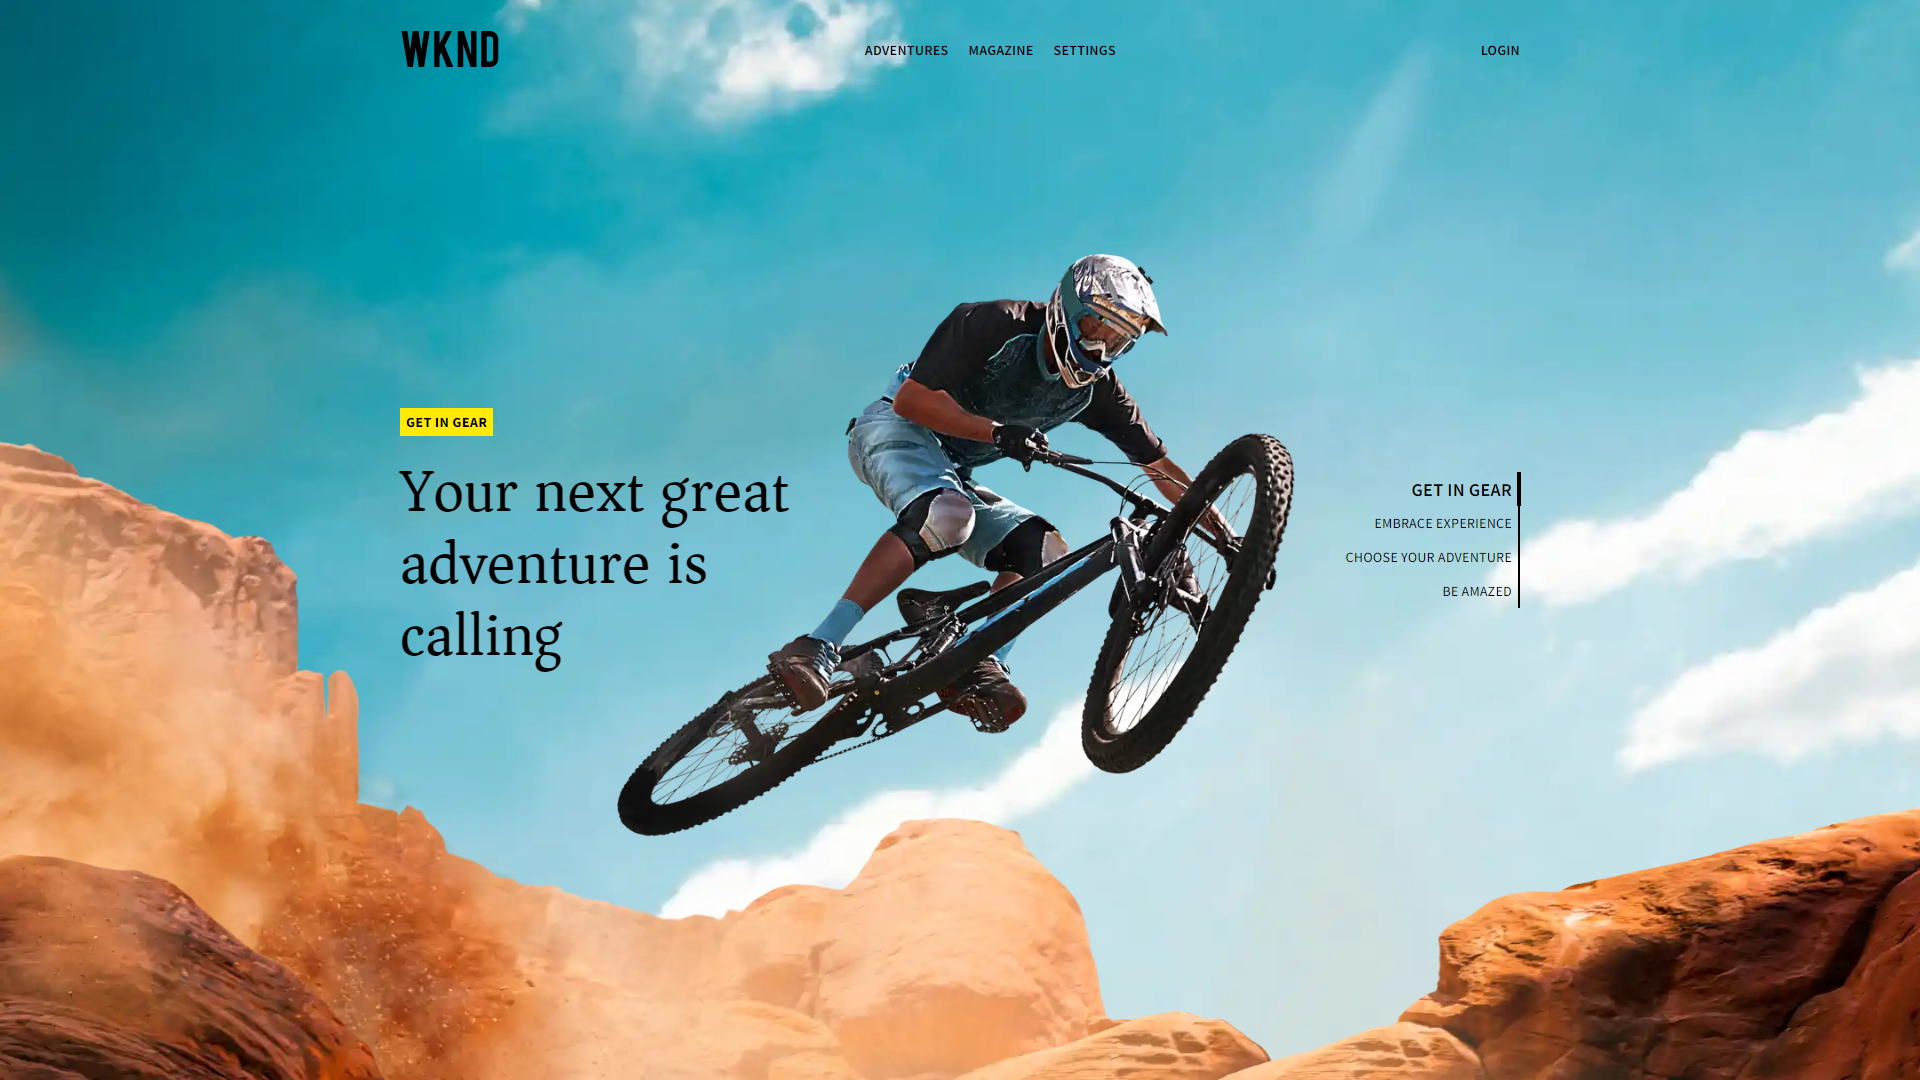 WKND
ADVENTURES
MAGAZINE
SETTINGS
LOGIN
GET IN GEAR
Your next great
adventure is
calling
GET IN GEAR
EMBRACE EXPERIENCE
CHOOSE YOUR ADVENTURE
BE AMAZED